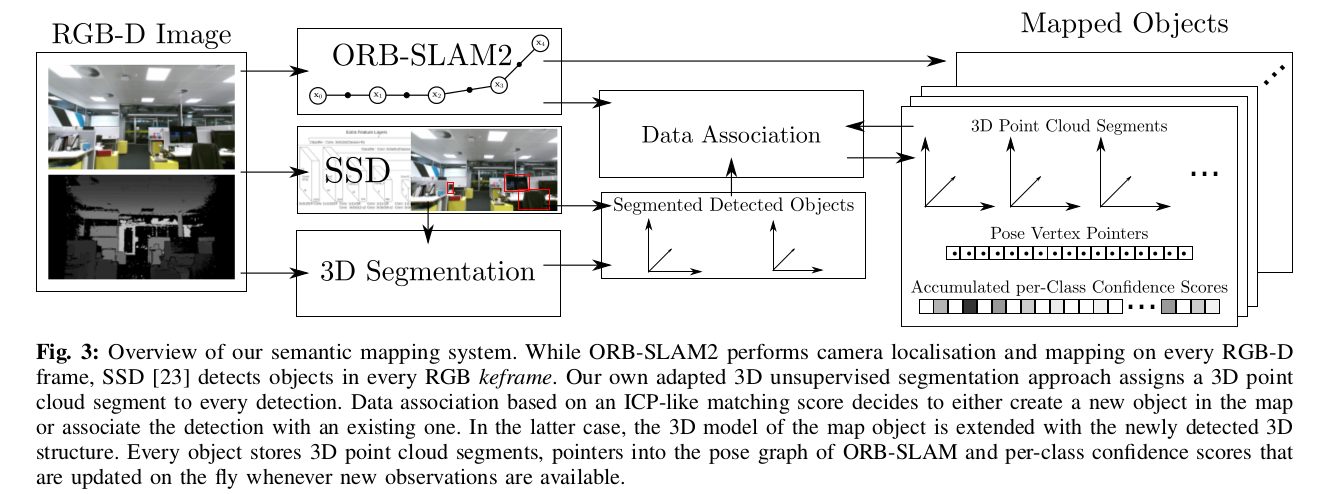 RGB-D Image
Mapped Objects
ORB-SLAM2
x0 x1 x2 x3 x4
SSD
Extra Feature Layers
3D Segmentation
Data Association
Segmented Detected Objects
3D Point Cloud Segments
...
Pose Vertex Pointers
Accumulated per-Class Confidence Scores
...
Fig. 3: Overview of our semantic mapping system. While ORB-SLAM2 performs camera localisation and mapping on every RGB-D
frame, SSD [23] detects objects in every RGB keframe. Our own adapted 3D unsupervised segmentation approach assigns a 3D point
cloud segment to every detection. Data association based on an ICP-like matching score decides to either create a new object in the map
or associate the detection with an existing one. In the latter case, the 3D model of the map object is extended with the newly detected 3D
structure. Every object stores 3D point cloud segments, pointers into the pose graph of ORB-SLAM and per-class confidence scores that
are updated on the fly whenever new observations are available.